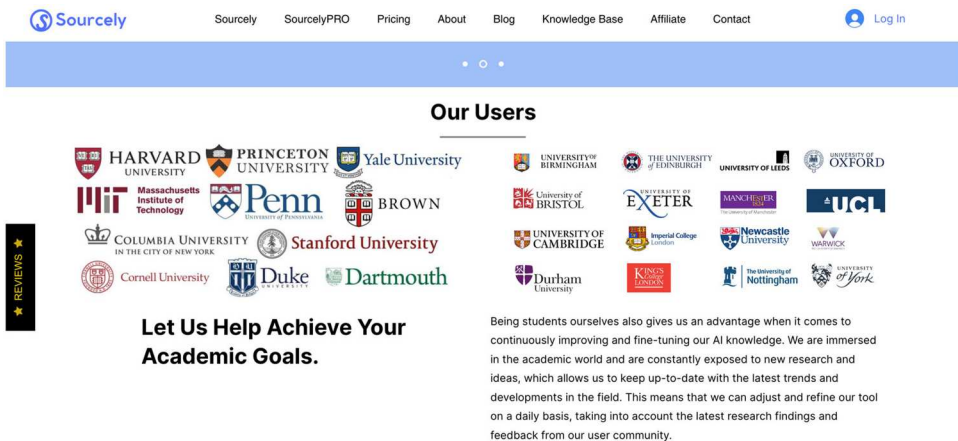 Sourcely
Sourcely SourcelyPRO Pricing About Blog Knowledge Base Affiliate Contact
Log In
Our Users
HARVARD UNIVERSITY
PRINCETON UNIVERSITY
Yale University
Massachusetts Institute of Technology
Penn
UNIVERSITY OF PENNSYLVANIA
BROWN
COLUMBIA UNIVERSITY
IN THE CITY OF NEW YORK
Stanford University
Cornell University
Duke
UNIVERSITY
Dartmouth
UNIVERSITY OF BIRMINGHAM
THE UNIVERSITY of EDINBURGH
UNIVERSITY OF LEEDS
UNIVERSITY OF OXFORD
University of BRISTOL
UNIVERSITY OF EXETER
MANCHESTER
1824
The University of Manchester
UCL
UNIVERSITY OF CAMBRIDGE
Imperial College London
Newcastle University
WARWICK
Durham University
KING'S College LONDON
The University of Nottingham
UNIVERSITY of York
REVIEWS
Let Us Help Achieve Your
Academic Goals.
Being students ourselves also gives us an advantage when it comes to
continuously improving and fine-tuning our AI knowledge. We are immersed
in the academic world and are constantly exposed to new research and
ideas, which allows us to keep up-to-date with the latest trends and
developments in the field. This means that we can adjust and refine our tool
on a daily basis, taking into account the latest research findings and
feedback from our user community.